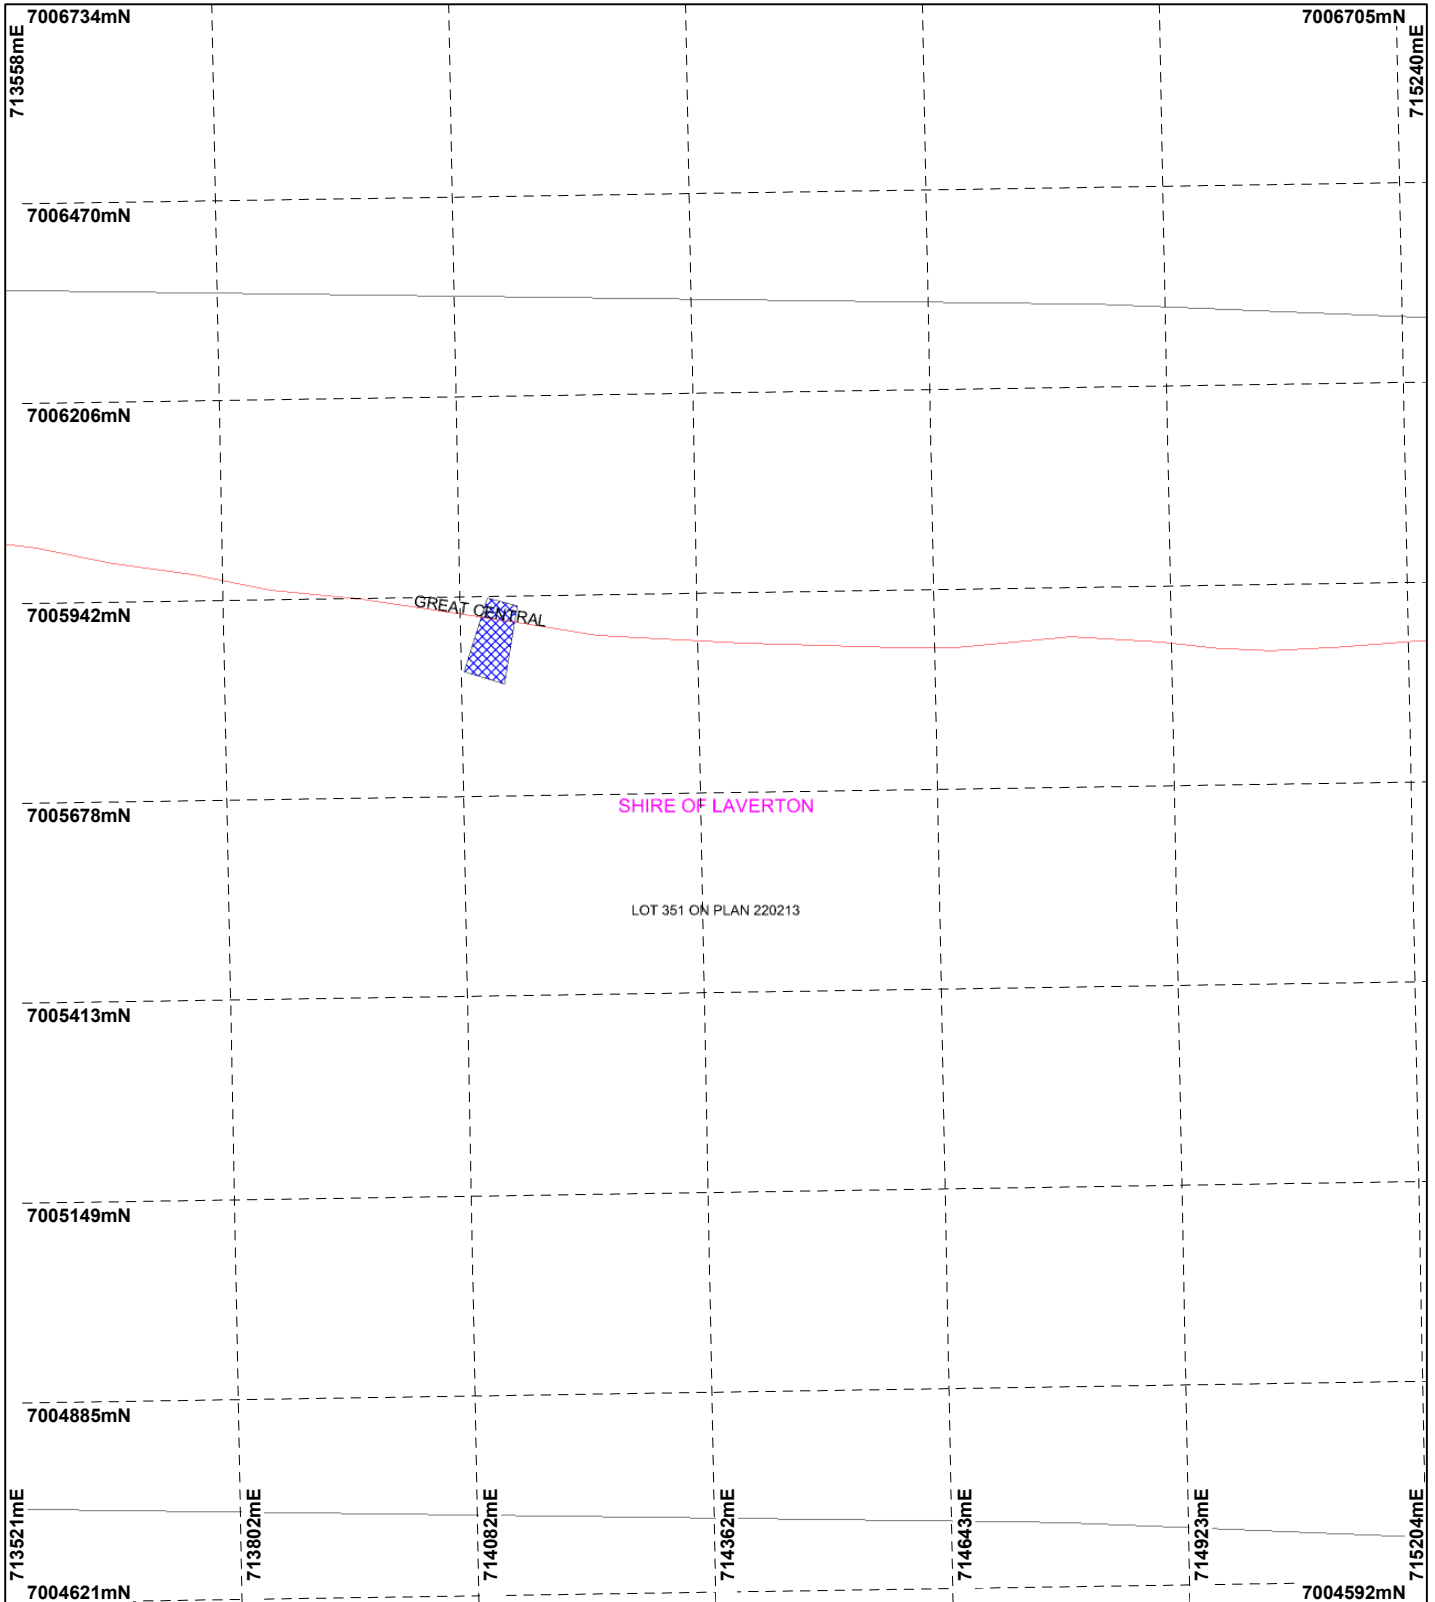 7006734mN
7006705mN
713558mE
715240mE
7006470mN
7006206mN
GREAT CENTRAL
7005942mN
7005678mN
SHIRE OF LAVERTON
LOT 351 ON PLAN 220213
7005413mN
7005149mN
7004885mN
713521mE
713802mE
714082mE
714362mE
714643mE
714923mE
715204mE
7004621mN
7004592mN